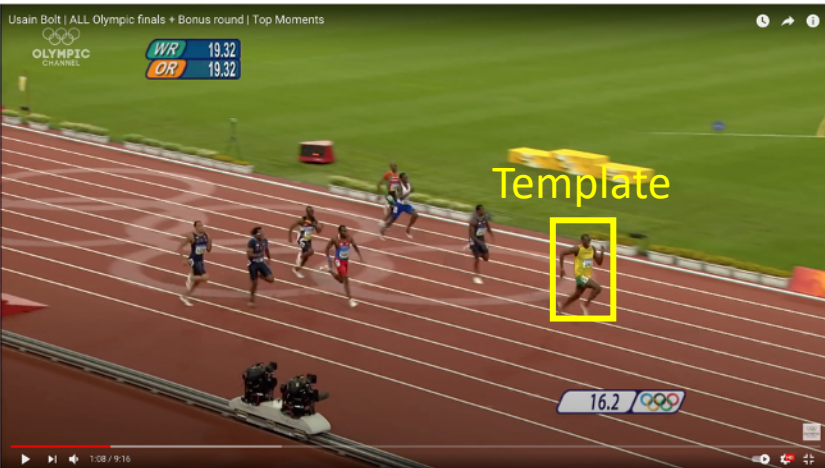 Usain Bolt | ALL Olympic finals + Bonus round | Top Moments
OLYMPIC
CHANNEL
WR 19.32
OR 19.32
Template
16.2
1:08 / 9:16